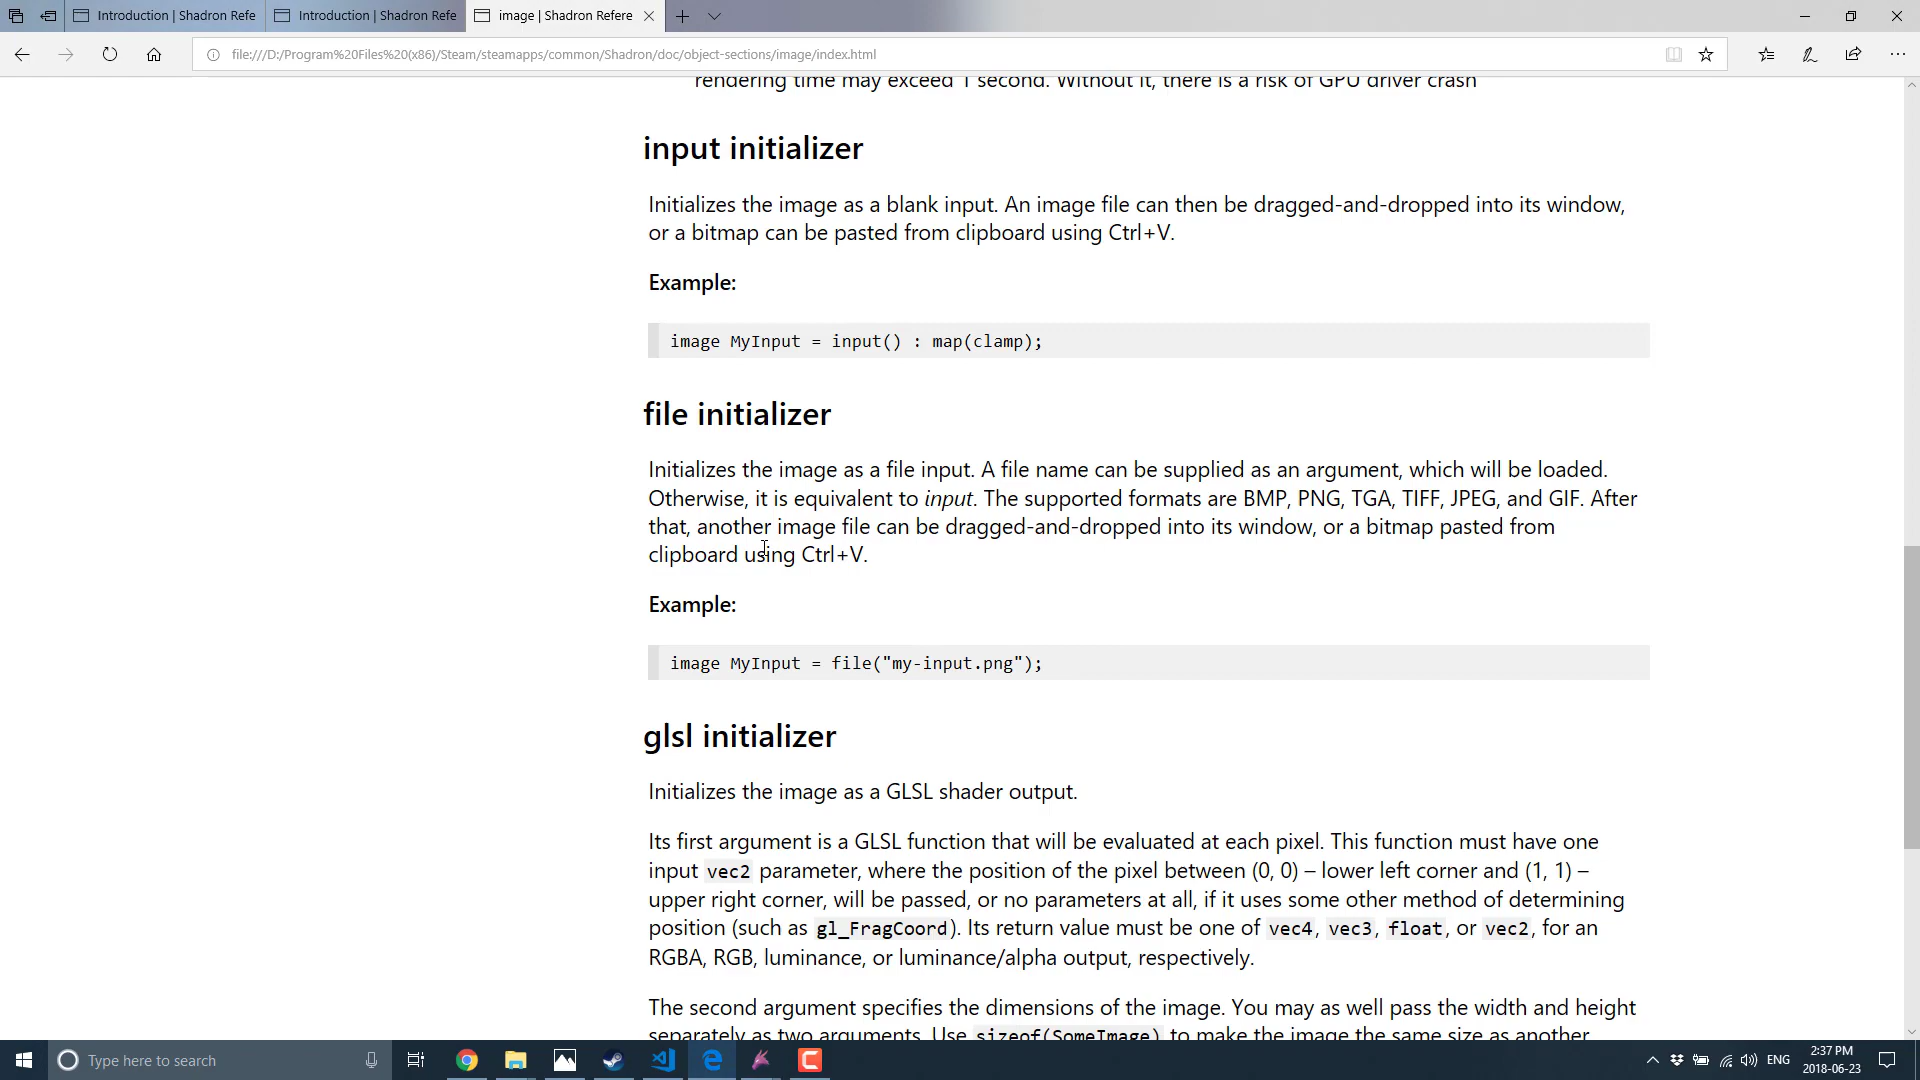 Introduction | Shadron Refe
Introduction | Shadron Refe
image | Shadron Refere
file:///D:/Program%20Files%20(x86)/Steam/steamapps/common/Shadron/doc/object-sections/image/index.html
rendering time may exceed 1 second. Without it, there is a risk of GPU driver crash
input initializer
Initializes the image as a blank input. An image file can then be dragged-and-dropped into its window,
or a bitmap can be pasted from clipboard using Ctrl+V.
Example:
image MyInput = input() : map(clamp);
file initializer
Initializes the image as a file input. A file name can be supplied as an argument, which will be loaded.
Otherwise, it is equivalent to input. The supported formats are BMP, PNG, TGA, TIFF, JPEG, and GIF. After
that, another image file can be dragged-and-dropped into its window, or a bitmap pasted from
clipboard using Ctrl+V.
Example:
image MyInput = file("my-input.png");
glsl initializer
Initializes the image as a GLSL shader output.
Its first argument is a GLSL function that will be evaluated at each pixel. This function must have one
input vec2 parameter, where the position of the pixel between (0, 0) – lower left corner and (1, 1) –
upper right corner, will be passed, or no parameters at all, if it uses some other method of determining
position (such as gl_FragCoord). Its return value must be one of vec4, vec3, float, or vec2, for an
RGBA, RGB, luminance, or luminance/alpha output, respectively.
The second argument specifies the dimensions of the image. You may as well pass the width and height
separately as two arguments. Use sizeof(SomeImage) to make the image the same size as another
Type here to search
ENG
2:37 PM
2018-06-23